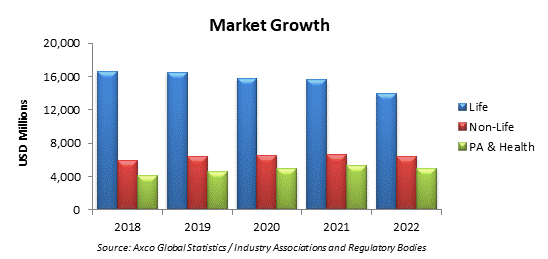 Market Growth
20,000
16,000
12,000
8,000
4,000
0
USD Millions
2018 2019 2020 2021 2022
Life
Non-Life
PA & Health
Source: Axco Global Statistics / Industry Associations and Regulatory Bodies